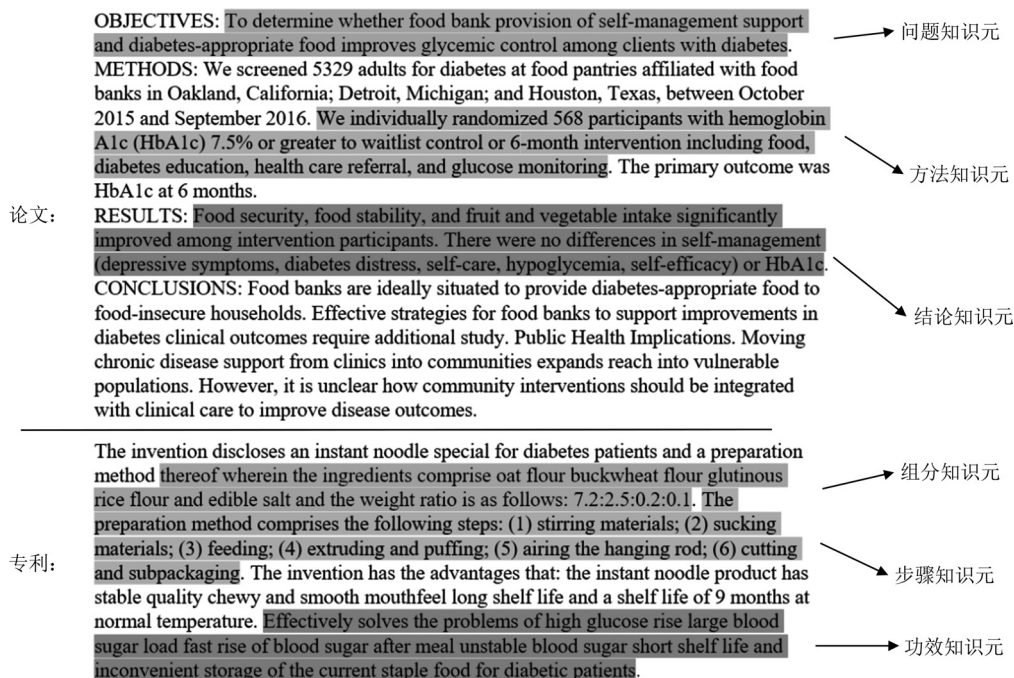 OBJECTIVES: To determine whether food bank provision of self-management support
and diabetes-appropriate food improves glycemic control among clients with diabetes.
问题知识元
METHODS: We screened 5329 adults for diabetes at food pantries affiliated with food
banks in Oakland, California; Detroit, Michigan; and Houston, Texas, between October
2015 and September 2016. We individually randomized 568 participants with hemoglobin
A1c (HbA1c) 7.5% or greater to waitlist control or 6-month intervention including food,
diabetes education, health care referral, and glucose monitoring. The primary outcome was
方法知识元
HbA1c at 6 months.
论文:
RESULTS: Food security, food stability, and fruit and vegetable intake significantly
improved among intervention participants. There were no differences in self-management
(depressive symptoms, diabetes distress, self-care, hypoglycemia, self-efficacy) or HbA1c.
CONCLUSIONS: Food banks are ideally situated to provide diabetes-appropriate food to
food-insecure households. Effective strategies for food banks to support improvements in
结论知识元
diabetes clinical outcomes require additional study. Public Health Implications. Moving
chronic disease support from clinics into communities expands reach into vulnerable
populations. However, it is unclear how community interventions should be integrated
with clinical care to improve disease outcomes.
The invention discloses an instant noodle special for diabetes patients and a preparation
method thereof wherein the ingredients comprise oat flour buckwheat flour glutinous
组分知识元
rice flour and edible salt and the weight ratio is as follows: 7.2:2.5:0.2:0.1. The
preparation method comprises the following steps: (1) stirring materials; (2) sucking
materials; (3) feeding; (4) extruding and puffing; (5) airing the hanging rod; (6) cutting
专利:
and subpackaging. The invention has the advantages that: the instant noodle product has
步骤知识元
stable quality chewy and smooth mouthfeel long shelf life and a shelf life of 9 months at
normal temperature. Effectively solves the problems of high glucose rise large blood
sugar load fast rise of blood sugar after meal unstable blood sugar short shelf life and
功效知识元
inconvenient storage of the current staple food for diabetic patients.